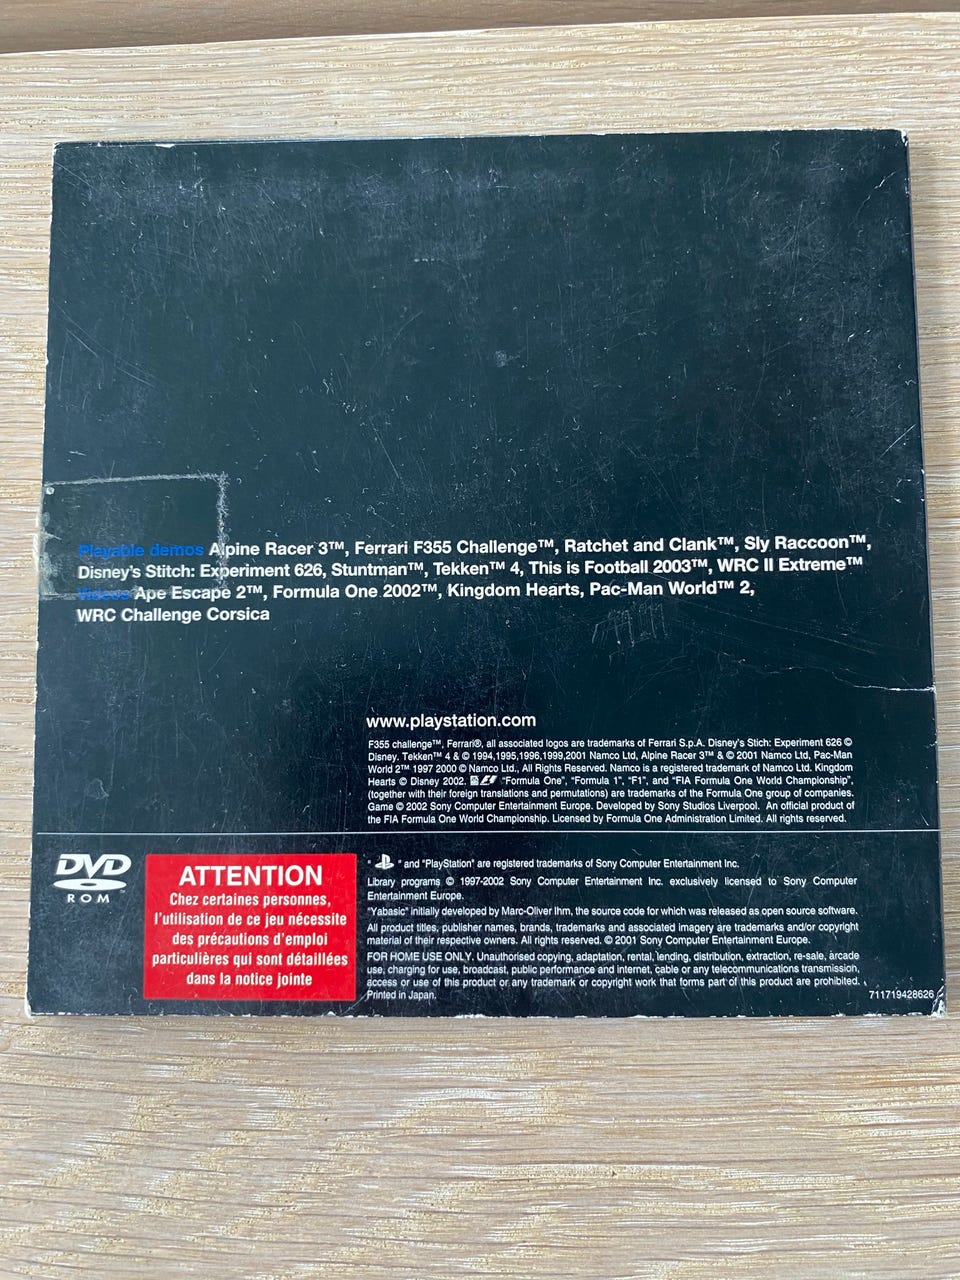 Playable demos Alpine Racer 3™, Ferrari F355 Challenge™, Ratchet and Clank™, Sly Raccoon™,
Disney's Stitch: Experiment 626, Stuntman™, Tekken™ 4, This is Football 2003™, WRC II Extreme™
Videos Ape Escape 2™, Formula One 2002™, Kingdom Hearts, Pac-Man World™ 2,
WRC Challenge Corsica
www.playstation.com
F355 challenge™, Ferrari®, all associated logos are trademarks of Ferrari S.p.A. Disney's Stich: Experiment 626 ©
Disney. Tekken™ 4 & © 1994,1995,1996,1999,2001 Namco Ltd, Alpine Racer 3™ & © 2001 Namco Ltd, Pac-Man
World 2™ 1997 2000 © Namco Ltd., All Rights Reserved. Namco is a registered trademark of Namco Ltd. Kingdom
Hearts © Disney 2002. "Formula One", "Formula 1", "F1", and "FIA Formula One World Championship",
(together with their foreign translations and permutations) are trademarks of the Formula One group of companies.
Game © 2002 Sony Computer Entertainment Europe. Developed by Sony Studios Liverpool. An official product of
the FIA Formula One World Championship. Licensed by Formula One Administration Limited. All rights reserved.
DVD
ROM
ATTENTION
Chez certaines personnes,
l'utilisation de ce jeu nécessite
des précautions d'emploi
particulières qui sont détaillées
dans la notice jointe
" " and "PlayStation" are registered trademarks of Sony Computer Entertainment Inc.
Library programs © 1997-2002 Sony Computer Entertainment Inc. exclusively licensed to Sony Computer
Entertainment Europe.
"Yabasic" initially developed by Marc-Oliver Ihm, the source code for which was released as open source software.
All product titles, publisher names, brands, trademarks and associated imagery are trademarks and/or copyright
material of their respective owners. All rights reserved. © 2001 Sony Computer Entertainment Europe.
FOR HOME USE ONLY. Unauthorised copying, adaptation, rental, lending, distribution, extraction, re-sale, arcade
use, charging for use, broadcast, public performance and internet, cable or any telecommunications transmission,
access or use of this product or any trademark or copyright work that forms part of this product are prohibited.
Printed in Japan.
711719428626